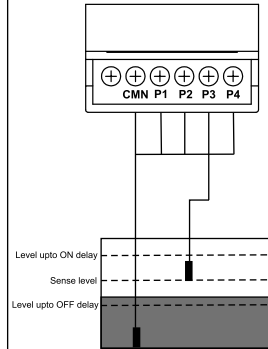 CMN P1 P2 P3 P4
Level upto ON delay
Sense level
Level upto OFF delay